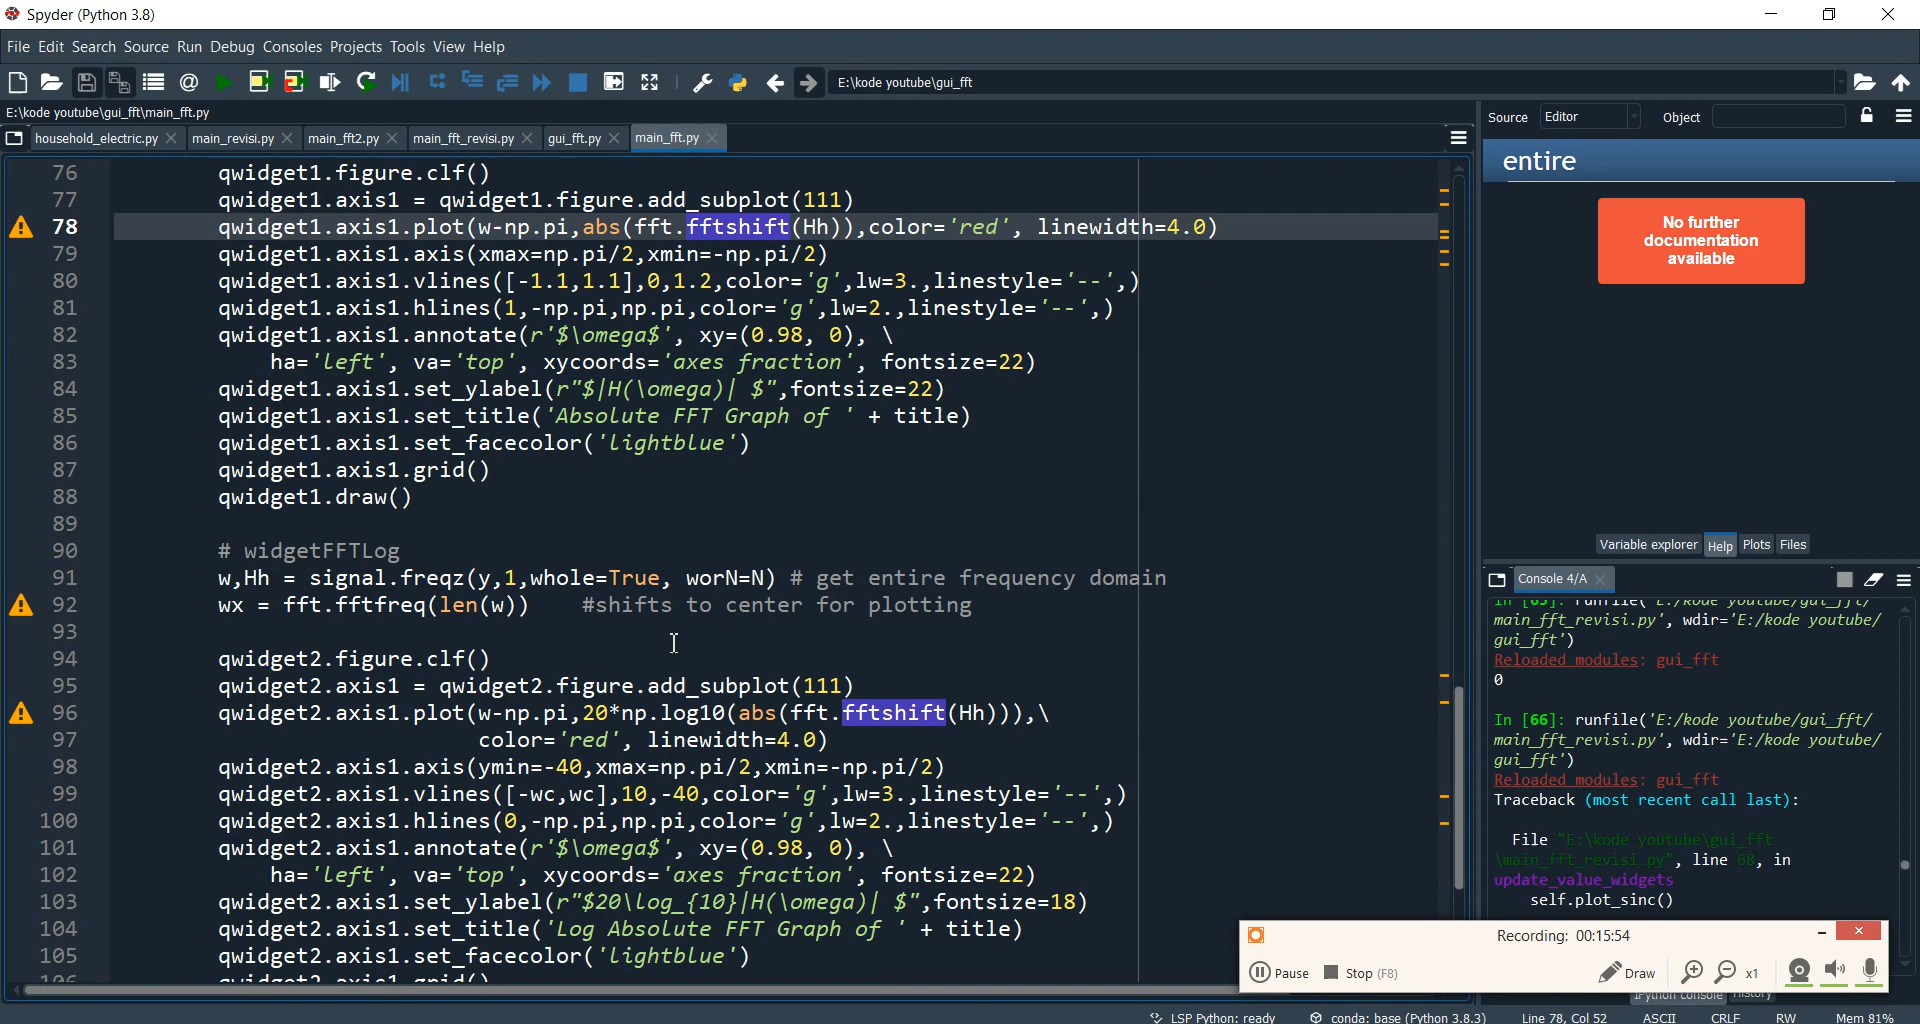 Spyder (Python 3.8)
File Edit Search Source Run Debug Consoles Projects Tools View Help
E:\kode youtube\gui_fft
E:\kode youtube\gui_fft\main_fft.py
household_electric.py main_revisi.py main_fft2.py main_fft_revisi.py gui_fft.py main_fft.py
76 qwidget1.figure.clf()
77 qwidget1.axis1 = qwidget1.figure.add_subplot(111)
78 qwidget1.axis1.plot(w-np.pi,abs(fft.fftshift(Hh)),color='red', linewidth=4.0)
79 qwidget1.axis1.axis(xmax=np.pi/2,xmin=-np.pi/2)
80 qwidget1.axis1.vlines([-1.1,1.1],0,1.2,color='g',lw=3.,linestyle='--',)
81 qwidget1.axis1.hlines(1,-np.pi,np.pi,color='g',lw=2.,linestyle='--',)
82 qwidget1.axis1.annotate(r'$\omega$', xy=(0.98, 0), \
83 ha='left', va='top', xycoords='axes fraction', fontsize=22)
84 qwidget1.axis1.set_ylabel(r"$|H(\omega)| $",fontsize=22)
85 qwidget1.axis1.set_title('Absolute FFT Graph of ' + title)
86 qwidget1.axis1.set_facecolor('lightblue')
87 qwidget1.axis1.grid()
88 qwidget1.draw()
89
90 # widgetFFTLog
91 w,Hh = signal.freqz(y,1,whole=True, worN=N) # get entire frequency domain
92 wx = fft.fftfreq(len(w)) #shifts to center for plotting
93
94 qwidget2.figure.clf()
95 qwidget2.axis1 = qwidget2.figure.add_subplot(111)
96 qwidget2.axis1.plot(w-np.pi,20*np.log10(abs(fft.fftshift(Hh))),\
97 color='red', linewidth=4.0)
98 qwidget2.axis1.axis(ymin=-40,xmax=np.pi/2,xmin=-np.pi/2)
99 qwidget2.axis1.vlines([-wc,wc],10,-40,color='g',lw=3.,linestyle='--',)
100 qwidget2.axis1.hlines(0,-np.pi,np.pi,color='g',lw=2.,linestyle='--',)
101 qwidget2.axis1.annotate(r'$\omega$', xy=(0.98, 0), \
102 ha='left', va='top', xycoords='axes fraction', fontsize=22)
103 qwidget2.axis1.set_ylabel(r"$20\log_{10}|H(\omega)| $",fontsize=18)
104 qwidget2.axis1.set_title('Log Absolute FFT Graph of ' + title)
105 qwidget2.axis1.set_facecolor('lightblue')
106 qwidget2.axis1.grid()
Source Editor Object
entire
No further
documentation
available
Variable explorer Help Plots Files
Console 4/A
In [65]: runfile('E:/kode youtube/gui_fft/
main_fft_revisi.py', wdir='E:/kode youtube/
gui_fft')
Reloaded modules: gui_fft
0
In [66]: runfile('E:/kode youtube/gui_fft/
main_fft_revisi.py', wdir='E:/kode youtube/
gui_fft')
Reloaded modules: gui_fft
Traceback (most recent call last):
File "E:\kode youtube\gui_fft
\main_fft_revisi.py", line 68, in
update_value_widgets
self.plot_sinc()
Recording: 00:15:54
Pause Stop (F8) Draw x1
IPython console History
LSP Python: ready conda: base (Python 3.8.3) Line 78, Col 52 ASCII CRLF RW Mem 81%